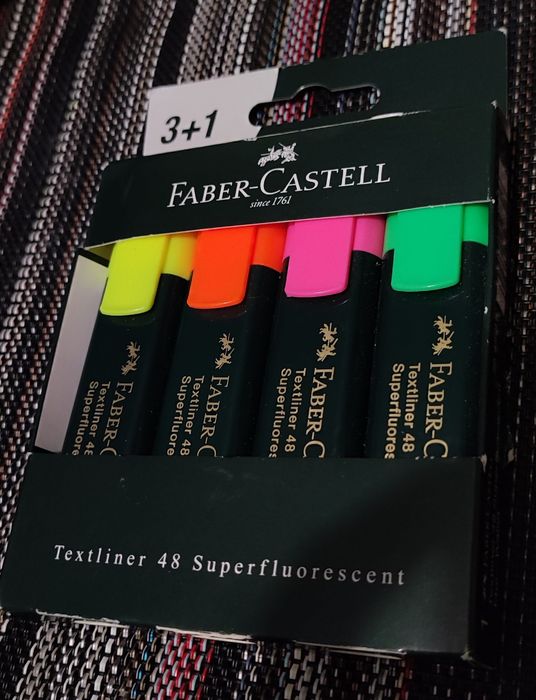 3+1
FABER-CASTELL
since 1761
FABER-C
Textliner 48
Superfluores
FABER-C
Textliner 48
Superfluore
FABER-C
Textliner 48
Superfluores
FABER-C
Textliner 48
Superfluores
Textliner 48 Superfluorescent